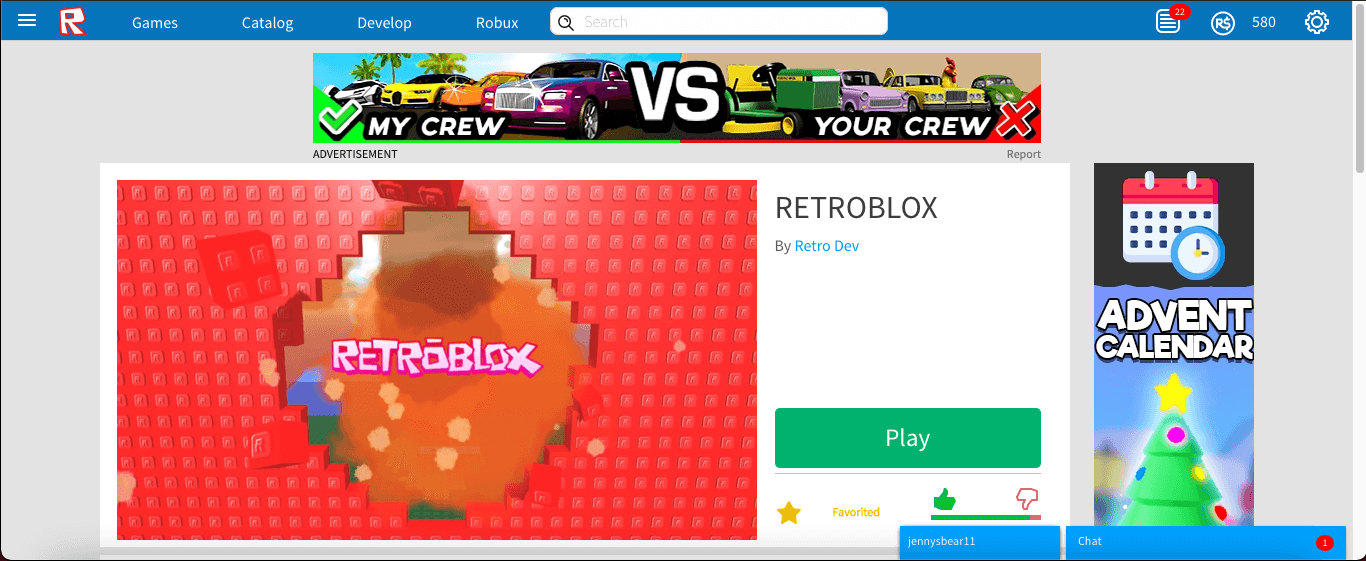 R
Games
Catalog
Develop
Robux
Search
22
R$
580
MY CREW
VS
YOUR CREW
ADVERTISEMENT
Report
RETROBLOX
RETROBLOX
By Retro Dev
Play
Favorited
ADVENT
CALENDAR
jennysbear11
Chat
1